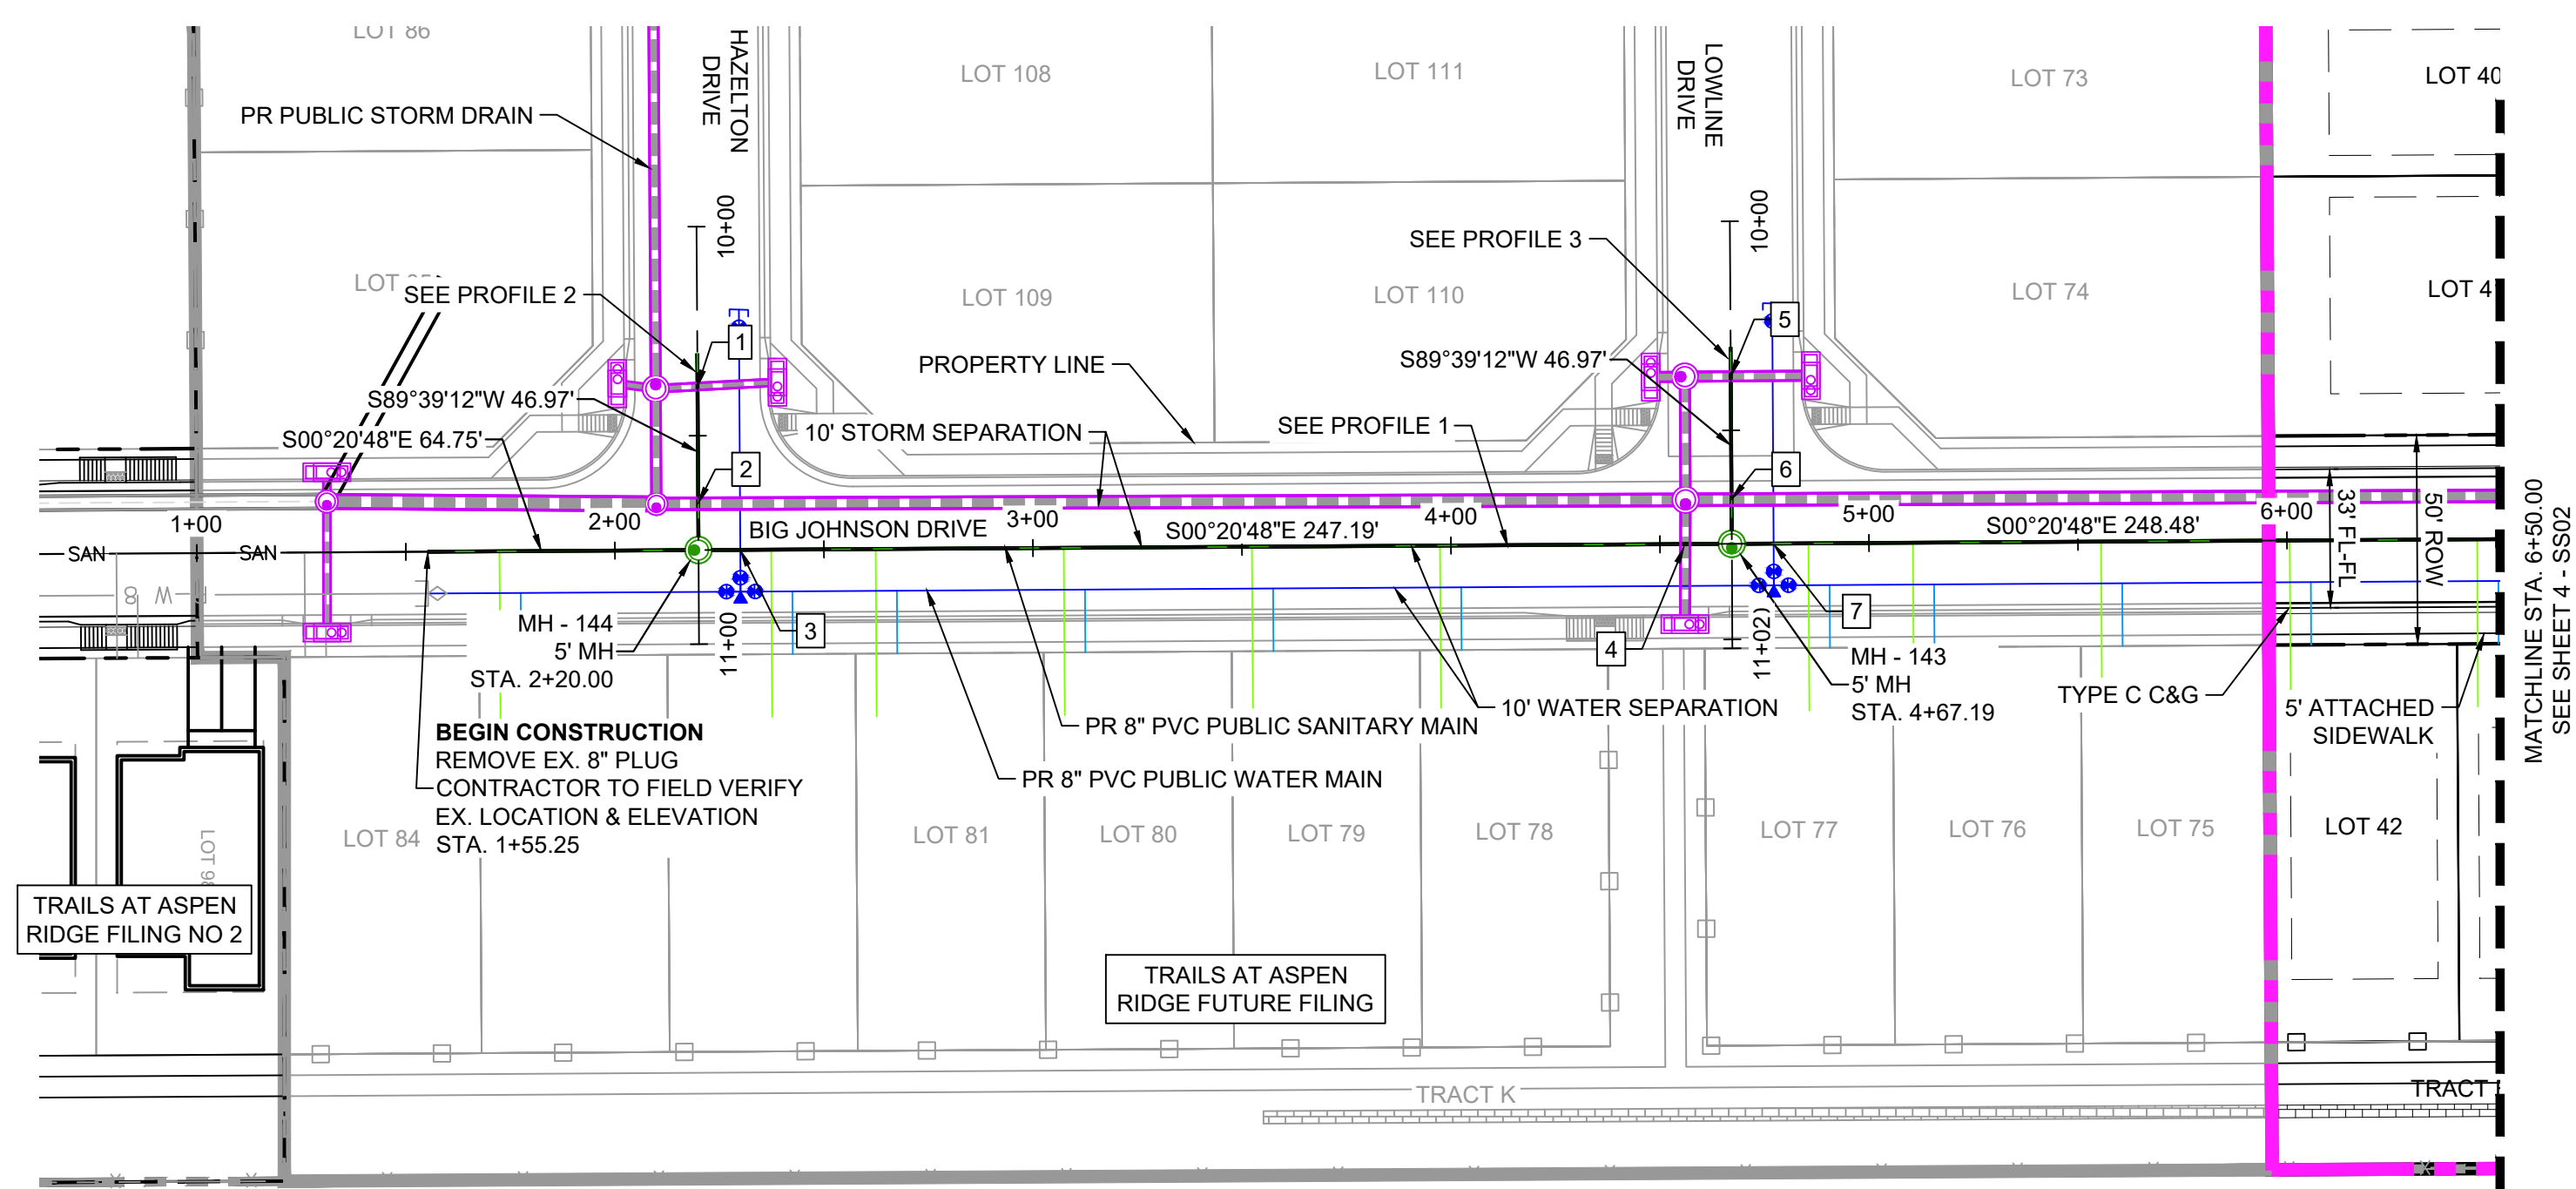 LOT 86
HAZELTON
DRIVE
LOT 108
LOT 111
LOWLINE
DRIVE
LOT 73
LOT 40
PR PUBLIC STORM DRAIN
10+00
10+00
SEE PROFILE 3
LOT
SEE PROFILE 2
LOT 109
LOT 110
LOT 74
LOT 41
1
5
PROPERTY LINE
S89°39'12"W 46.97'
S89°39'12"W 46.97'
S00°20'48"E 64.75'
10' STORM SEPARATION
SEE PROFILE 1
2
6
1+00
2+00
3+00
4+00
5+00
6+00
BIG JOHNSON DRIVE
S00°20'48"E 247.19'
S00°20'48"E 248.48'
SAN
SAN
33' FL-FL
50' ROW
MATCHLINE STA. 6+50.00
SEE SHEET 4 - SS02
W 8
MH - 144
5' MH
STA. 2+20.00
11+00
3
4
11+02
7
MH - 143
5' MH
STA. 4+67.19
TYPE C C&G
5' ATTACHED
SIDEWALK
10' WATER SEPARATION
PR 8" PVC PUBLIC SANITARY MAIN
PR 8" PVC PUBLIC WATER MAIN
BEGIN CONSTRUCTION
REMOVE EX. 8" PLUG
CONTRACTOR TO FIELD VERIFY
EX. LOCATION & ELEVATION
STA. 1+55.25
LOT 84
LOT 81
LOT 80
LOT 79
LOT 78
LOT 77
LOT 76
LOT 75
LOT 42
LOT 98
TRAILS AT ASPEN
RIDGE FILING NO 2
TRAILS AT ASPEN
RIDGE FUTURE FILING
TRACT K
TRACT